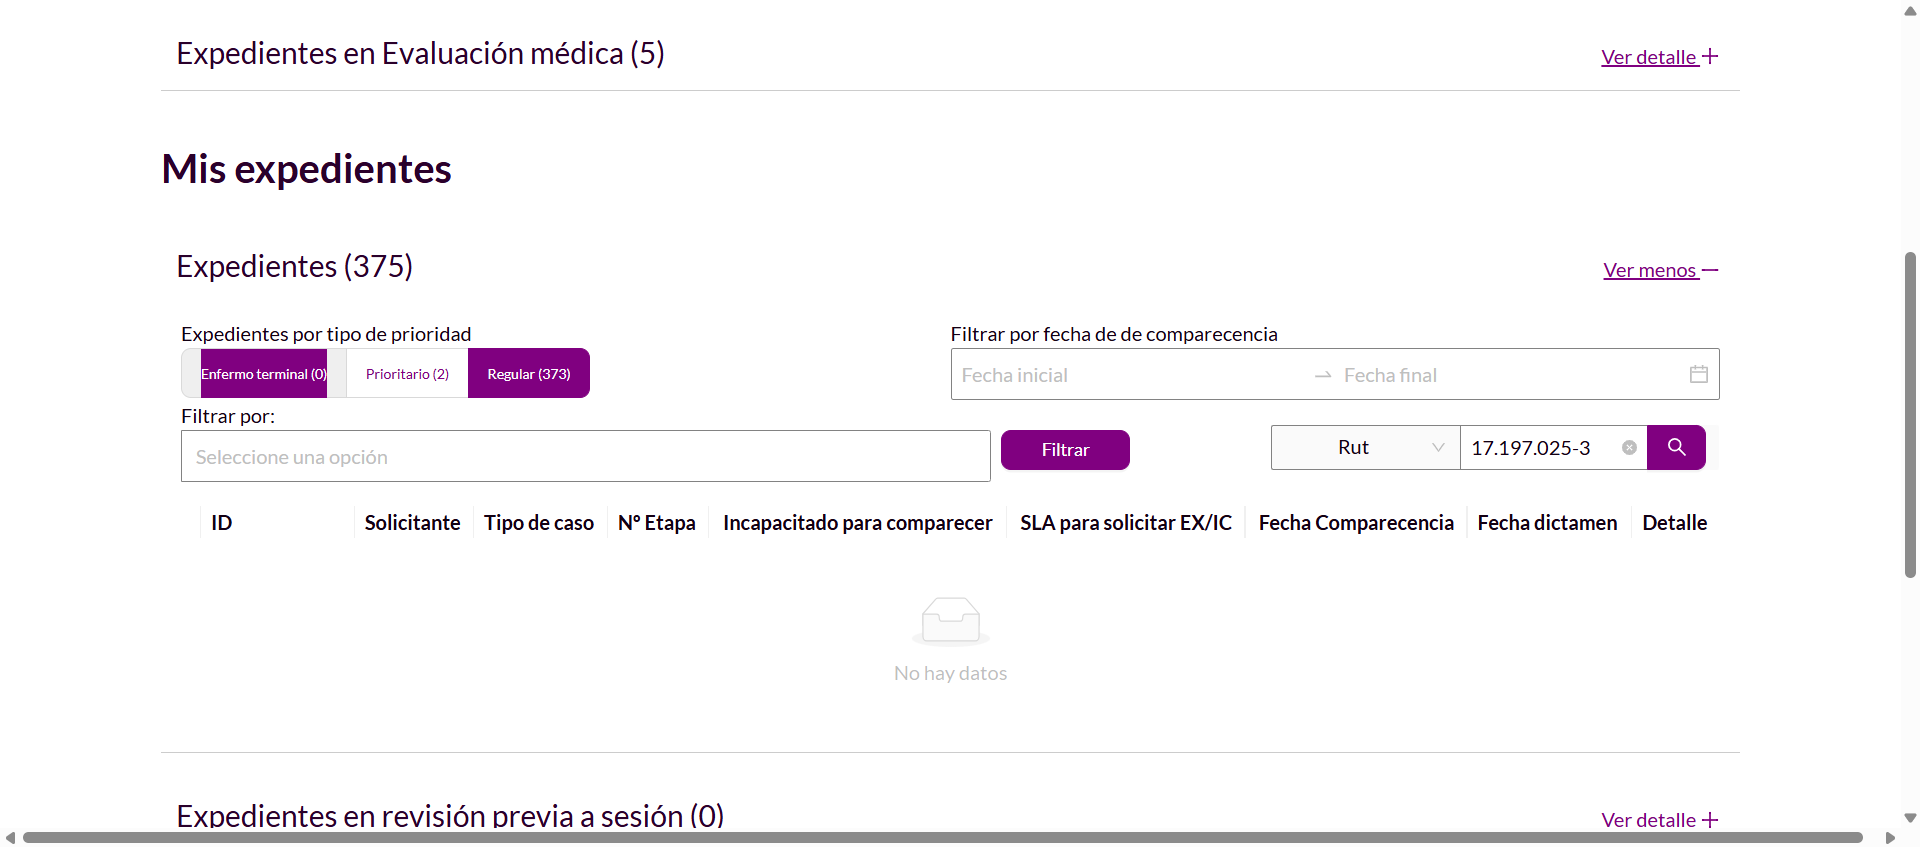 Expedientes en Evaluación médica (5)
Ver detalle
Mis expedientes
Expedientes (375)
Ver menos
Expedientes por tipo de prioridad
Filtrar por fecha de de comparecencia
Enfermo terminal (0) Prioritario (2) Regular (373)
Fecha inicial Fecha final
Filtrar por:
Seleccione una opción
Filtrar
Rut 17.197.025-3
ID Solicitante Tipo de caso Nº Etapa Incapacitado para comparecer SLA para solicitar EX/IC Fecha Comparecencia Fecha dictamen Detalle
No hay datos
Expedientes en revisión previa a sesión (0)
Ver detalle